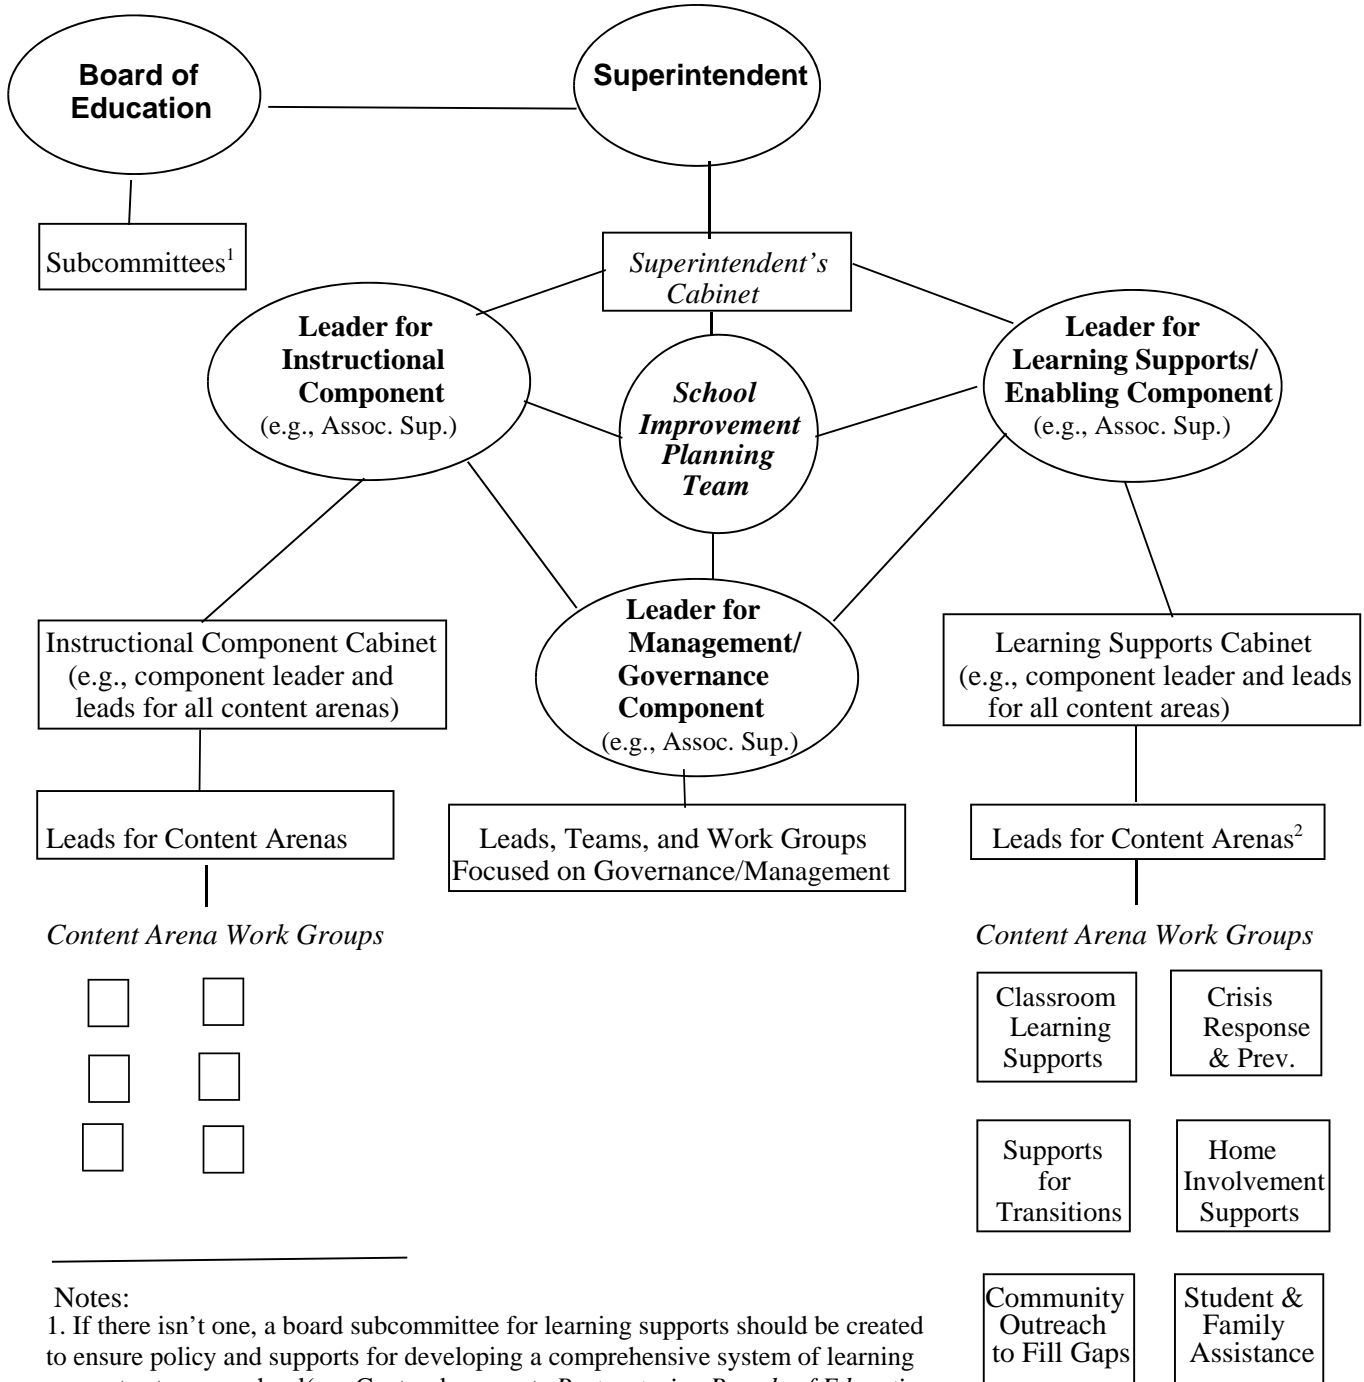 Board of
Education
Superintendent
Subcommittees¹
Superintendent's
Cabinet
Leader for
Instructional
Component
(e.g., Assoc. Sup.)
School
Improvement
Planning
Team
Leader for
Learning Supports/
Enabling Component
(e.g., Assoc. Sup.)
Leader for
Management/
Governance
Component
(e.g., Assoc. Sup.)
Instructional Component Cabinet
(e.g., component leader and
leads for all content arenas)
Learning Supports Cabinet
(e.g., component leader and leads
for all content areas)
Leads for Content Arenas
Leads, Teams, and Work Groups
Focused on Governance/Management
Leads for Content Arenas²
Content Arena Work Groups
Content Arena Work Groups
Classroom
Learning
Supports
Crisis
Response
& Prev.
Supports
for
Transitions
Home
Involvement
Supports
Community
Outreach
to Fill Gaps
Student &
Family
Assistance
Notes:
1. If there isn't one, a board subcommittee for learning supports should be created
to ensure policy and supports for developing a comprehensive system of learning